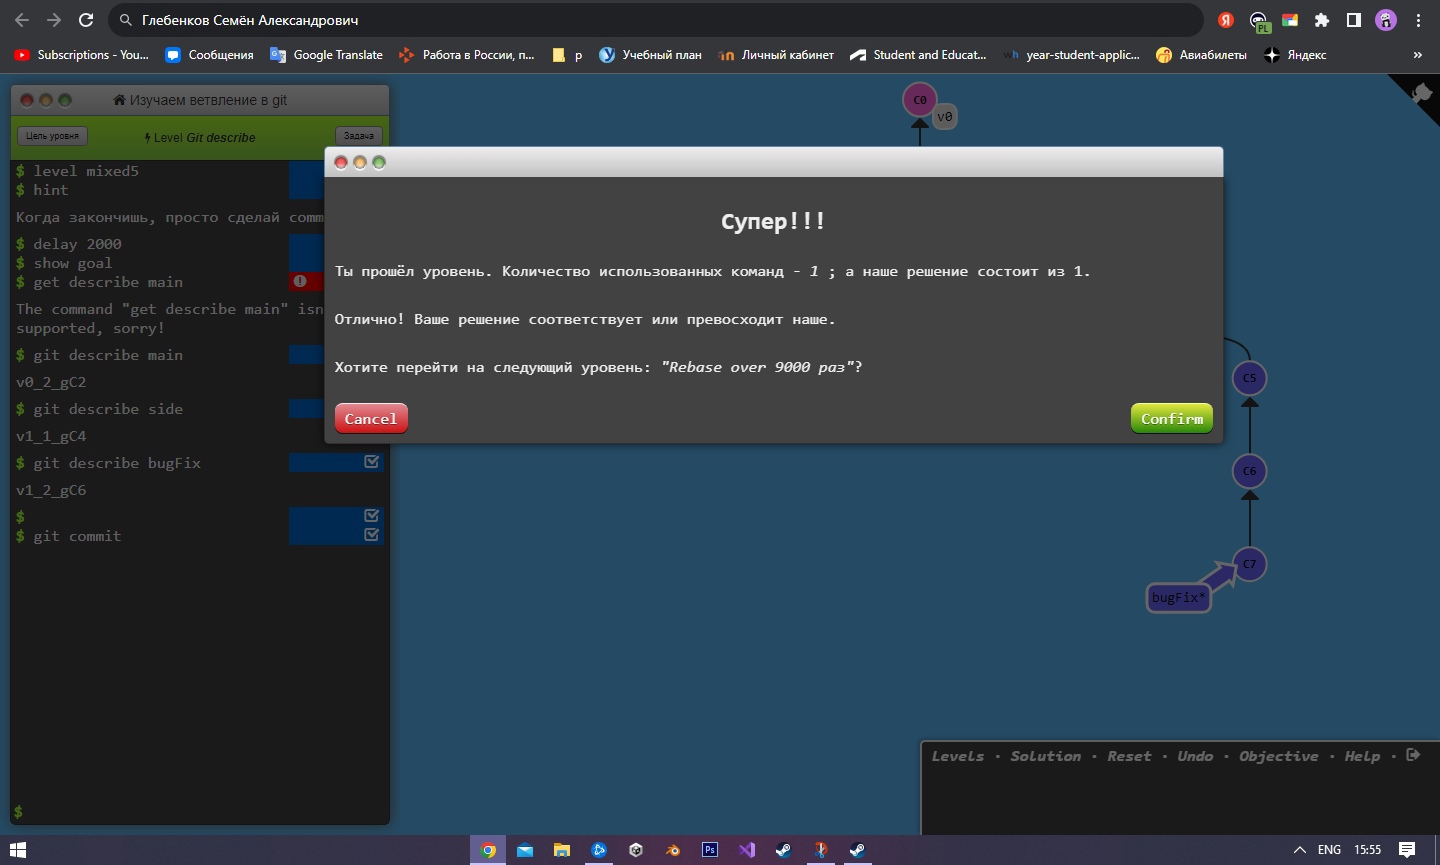 Глебенков Семён Александрович
Я
PL
Subscriptions - You...
Сообщения
Google Translate
Работа в России, п...
р
Учебный план
Личный кабинет
Student and Educat...
wh year-student-applic...
Авиабилеты
Яндекс
»
Изучаем ветвление в git
Цель уровня
Level Git describe
Задача
$ level mixed5
$ hint
Когда закончишь, просто сделай comm
$ delay 2000
$ show goal
$ get describe main
The command "get describe main" isn
supported, sorry!
$ git describe main
v0_2_gC2
$ git describe side
v1_1_gC4
$ git describe bugFix
v1_2_gC6
$
$ git commit
$
C0
v0
Супер!!!
Ты прошёл уровень. Количество использованных команд - 1 ; а наше решение состоит из 1.
Отлично! Ваше решение соответствует или превосходит наше.
Хотите перейти на следующий уровень: "Rebase over 9000 раз"?
Cancel
Confirm
C5
C6
C7
bugFix*
Levels · Solution · Reset · Undo · Objective · Help ·
Ps
ENG
15:55